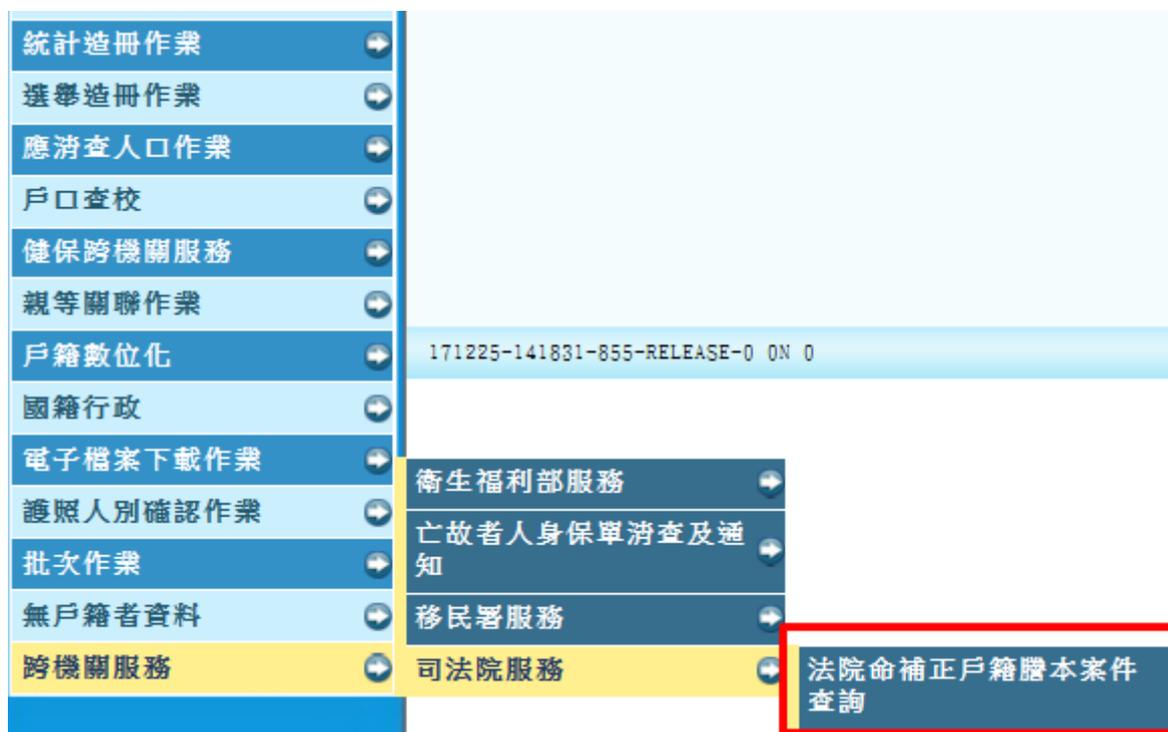 統計造冊作業
選舉造冊作業
應清查人口作業
戶口查校
健保跨機關服務
親等關聯作業
戶籍數位化
171225-141831-855-RELEASE-0 ON 0
國籍行政
電子檔案下載作業
護照人別確認作業
批次作業
無戶籍者資料
跨機關服務
衛生福利部服務
亡故者人身保單清查及通
知
移民署服務
司法院服務
法院命補正戶籍謄本案件
查詢